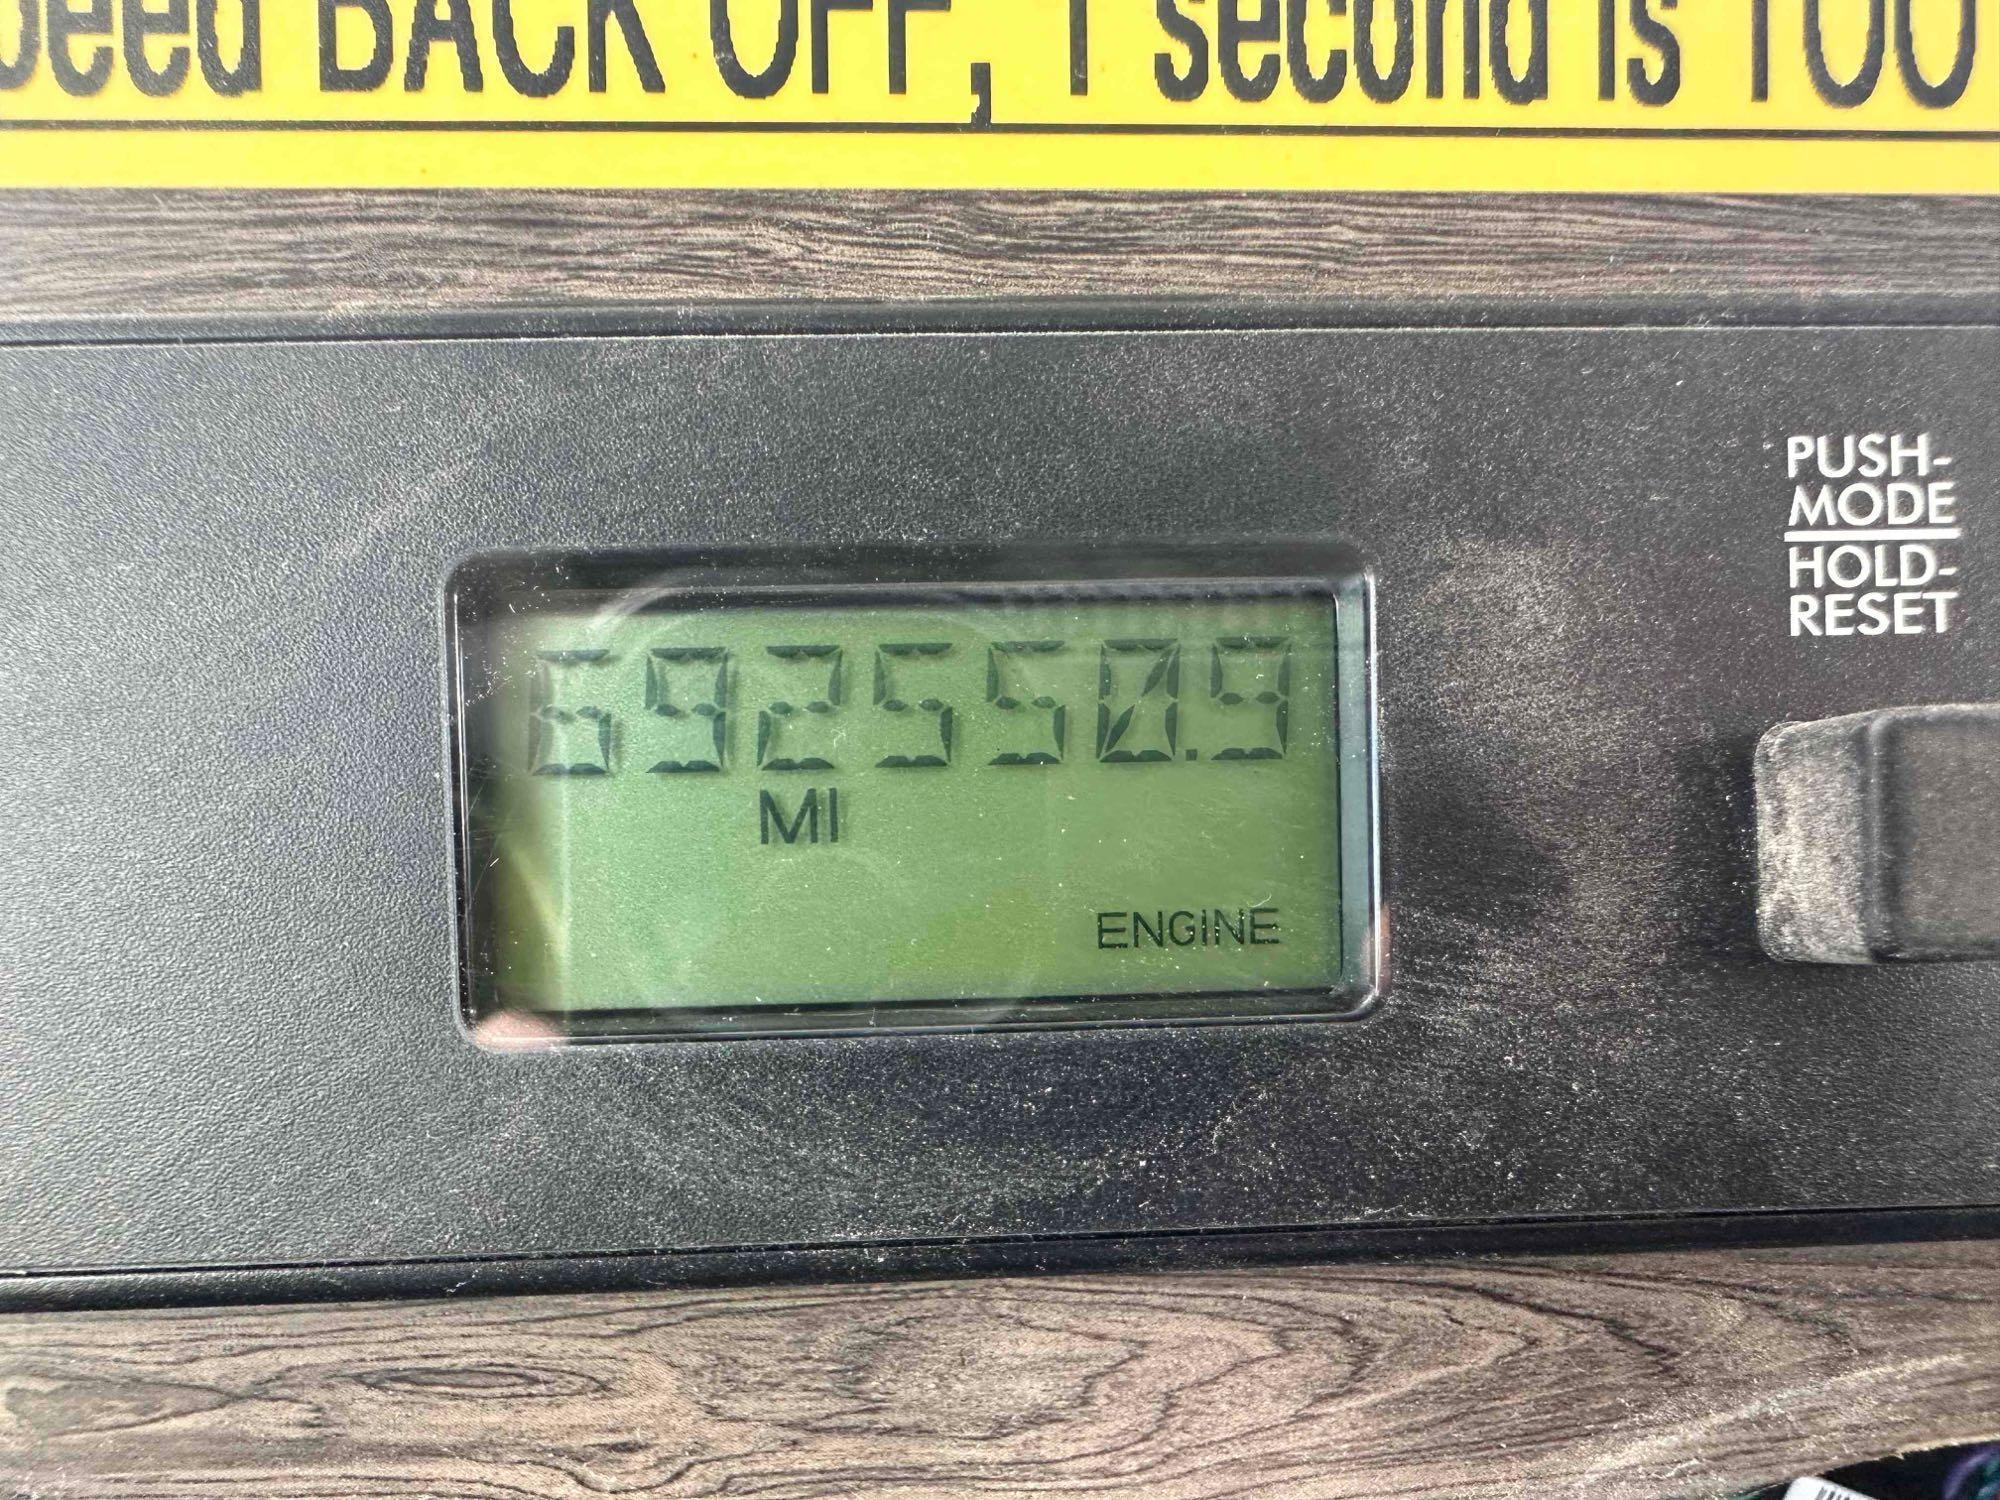 BACK OFF, 1 second is TOO
PUSH-
MODE
HOLD-
RESET
692550.9
MI
ENGINE